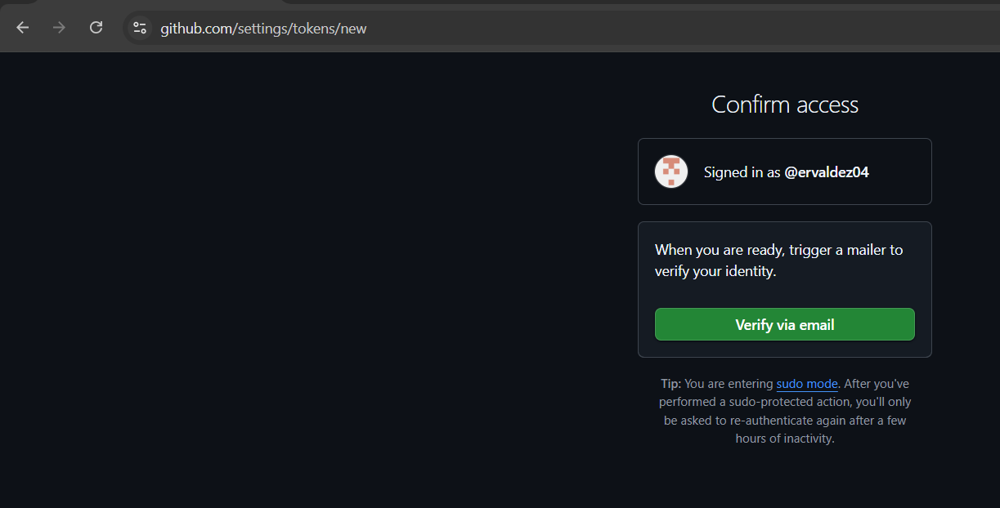 github.com/settings/tokens/new
Confirm access
Signed in as @ervaldez04
When you are ready, trigger a mailer to
verify your identity.
Verify via email
Tip: You are entering sudo mode. After you've
performed a sudo-protected action, you'll only
be asked to re-authenticate again after a few
hours of inactivity.